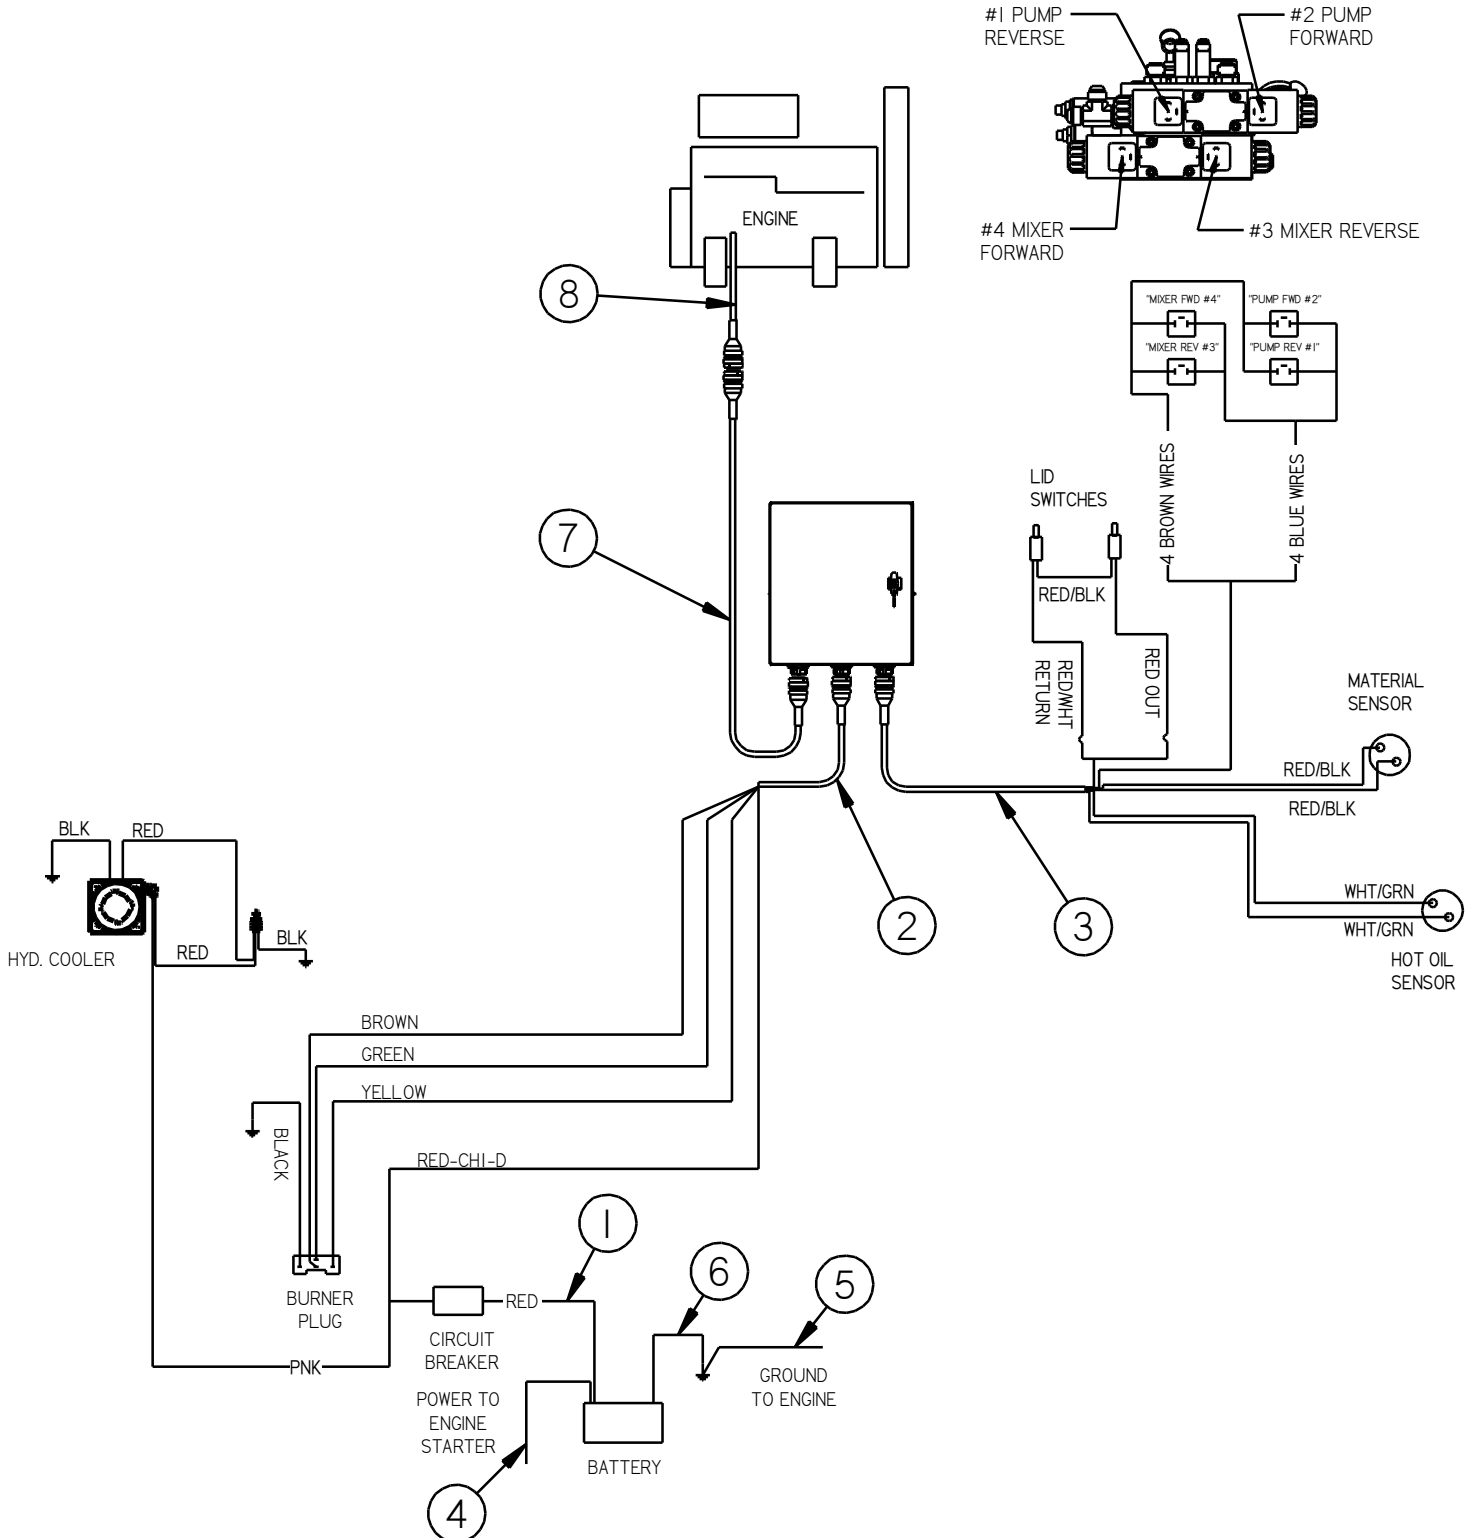 #1 PUMP
REVERSE
#2 PUMP
FORWARD
#4 MIXER
FORWARD
#3 MIXER REVERSE
ENGINE
8
"MIXER FWD #4"
"PUMP FWD #2"
"MIXER REV #3"
"PUMP REV #1"
4 BROWN WIRES
4 BLUE WIRES
LID
SWITCHES
RED/BLK
7
RED/WHT
RETURN
RED OUT
MATERIAL
SENSOR
RED/BLK
RED/BLK
2
3
WHT/GRN
WHT/GRN
HOT OIL
SENSOR
BLK
RED
RED
BLK
HYD. COOLER
BROWN
GREEN
YELLOW
BLACK
RED-CH1-D
BURNER
PLUG
1
RED
CIRCUIT
BREAKER
6
5
GROUND
TO ENGINE
PNK
POWER TO
ENGINE
STARTER
BATTERY
4